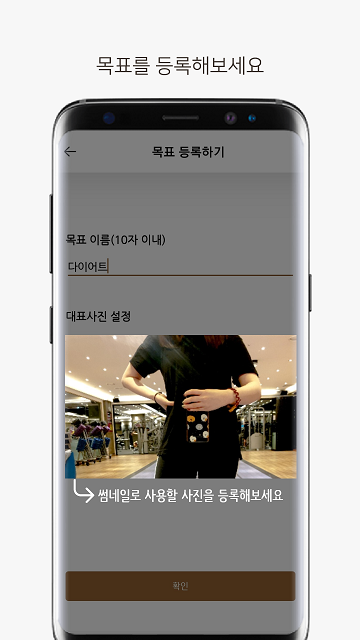 목표를 등록해보세요
목표 등록하기
목표 이름(10자 이내)
다이어트
대표사진 설정
썸네일로 사용할 사진을 등록해보세요
확인